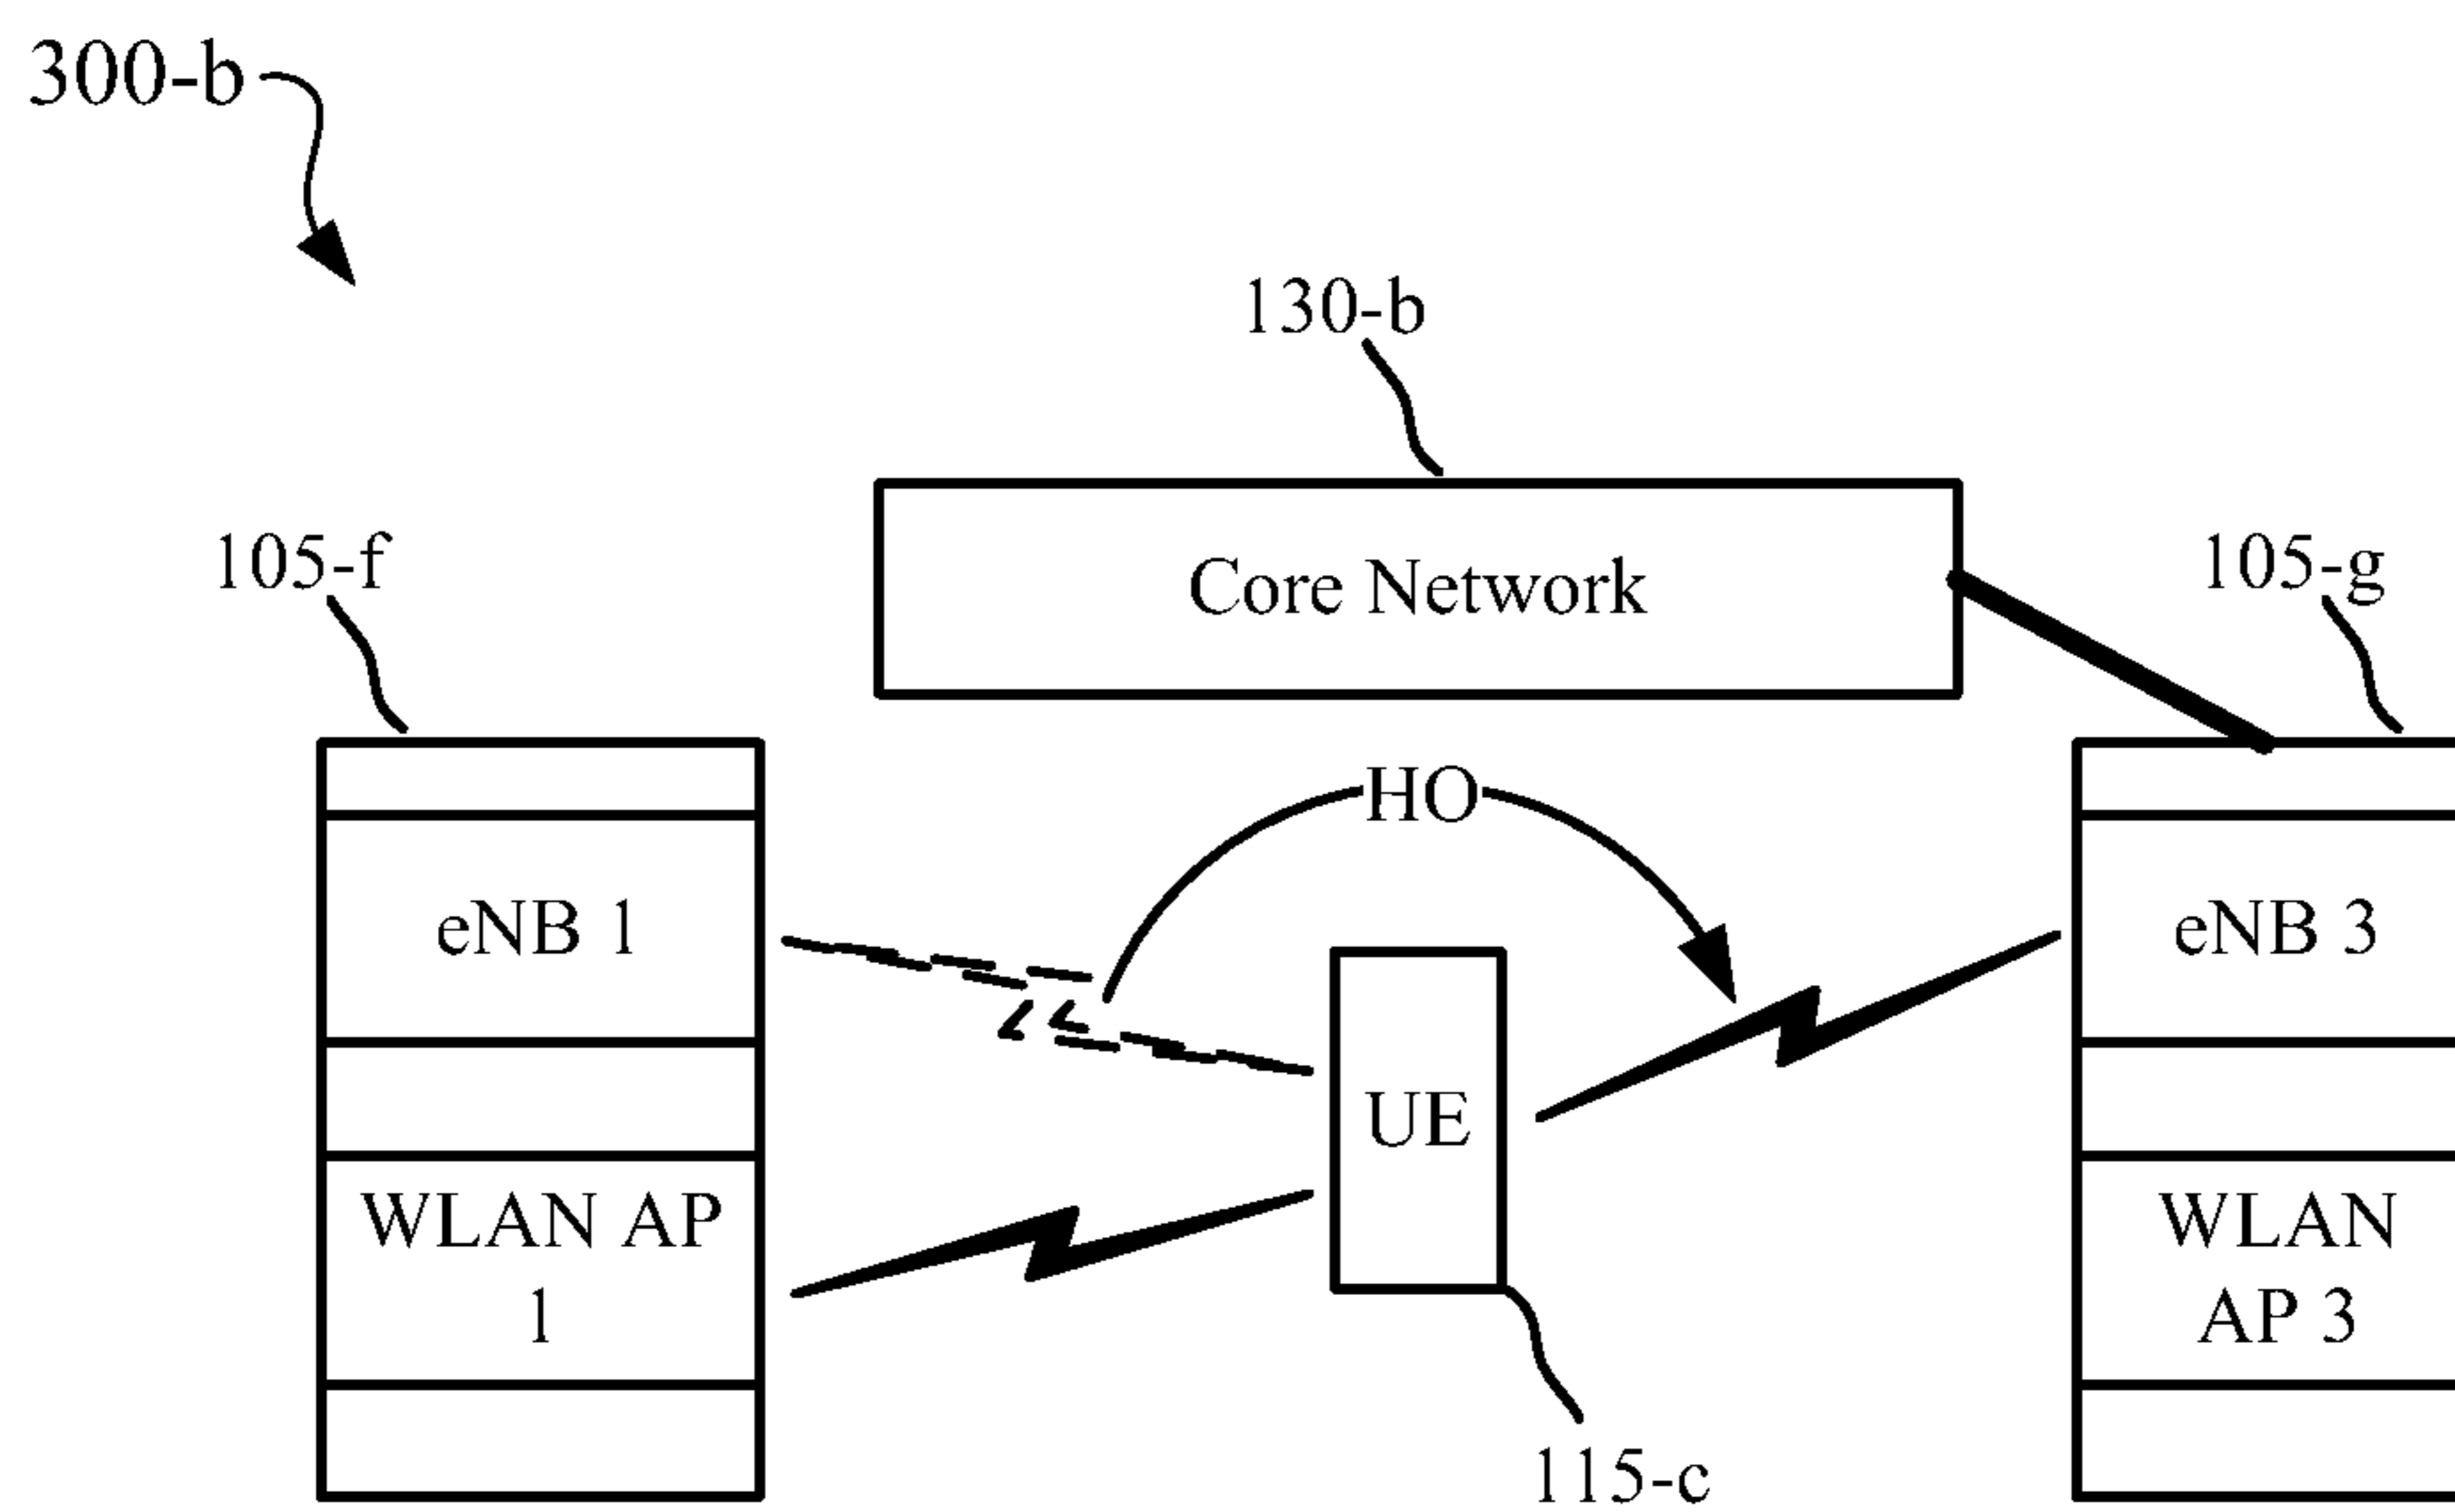 300-b
130-b
Core Network
105-f
105-g
HO
eNB 1
eNB 3
UE
WLAN AP
1
WLAN
AP 3
115-c